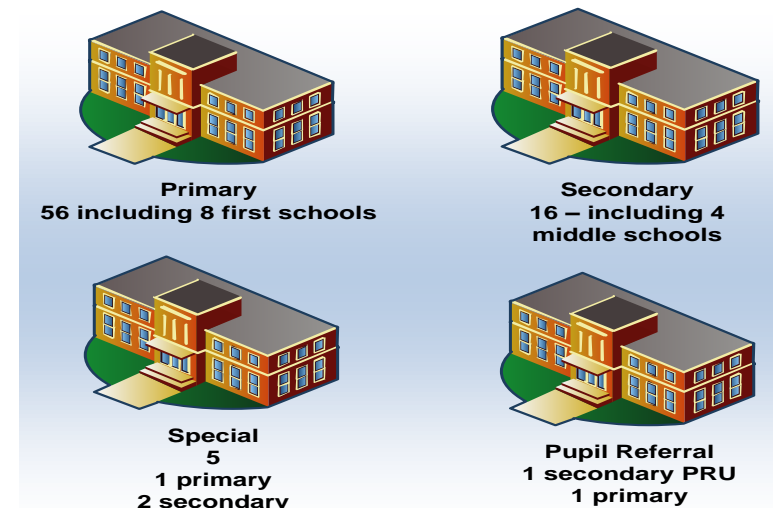 Primary
56 including 8 first schools
Secondary
16 – including 4
middle schools
Special
5
1 primary
2 secondary
Pupil Referral
1 secondary PRU
1 primary